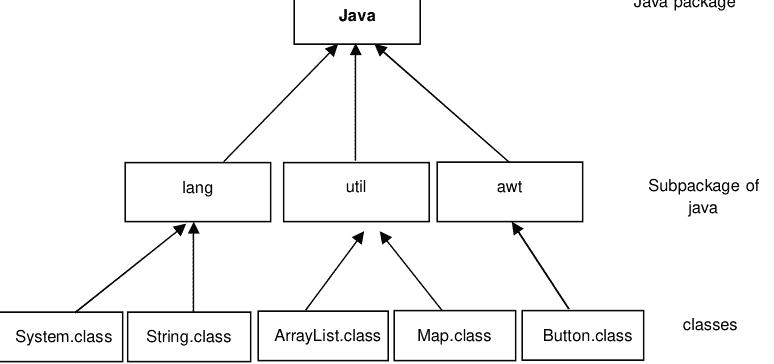 Java package
Java
lang
util
awt
Subpackage of
java
System.class
String.class
ArrayList.class
Map.class
Button.class
classes